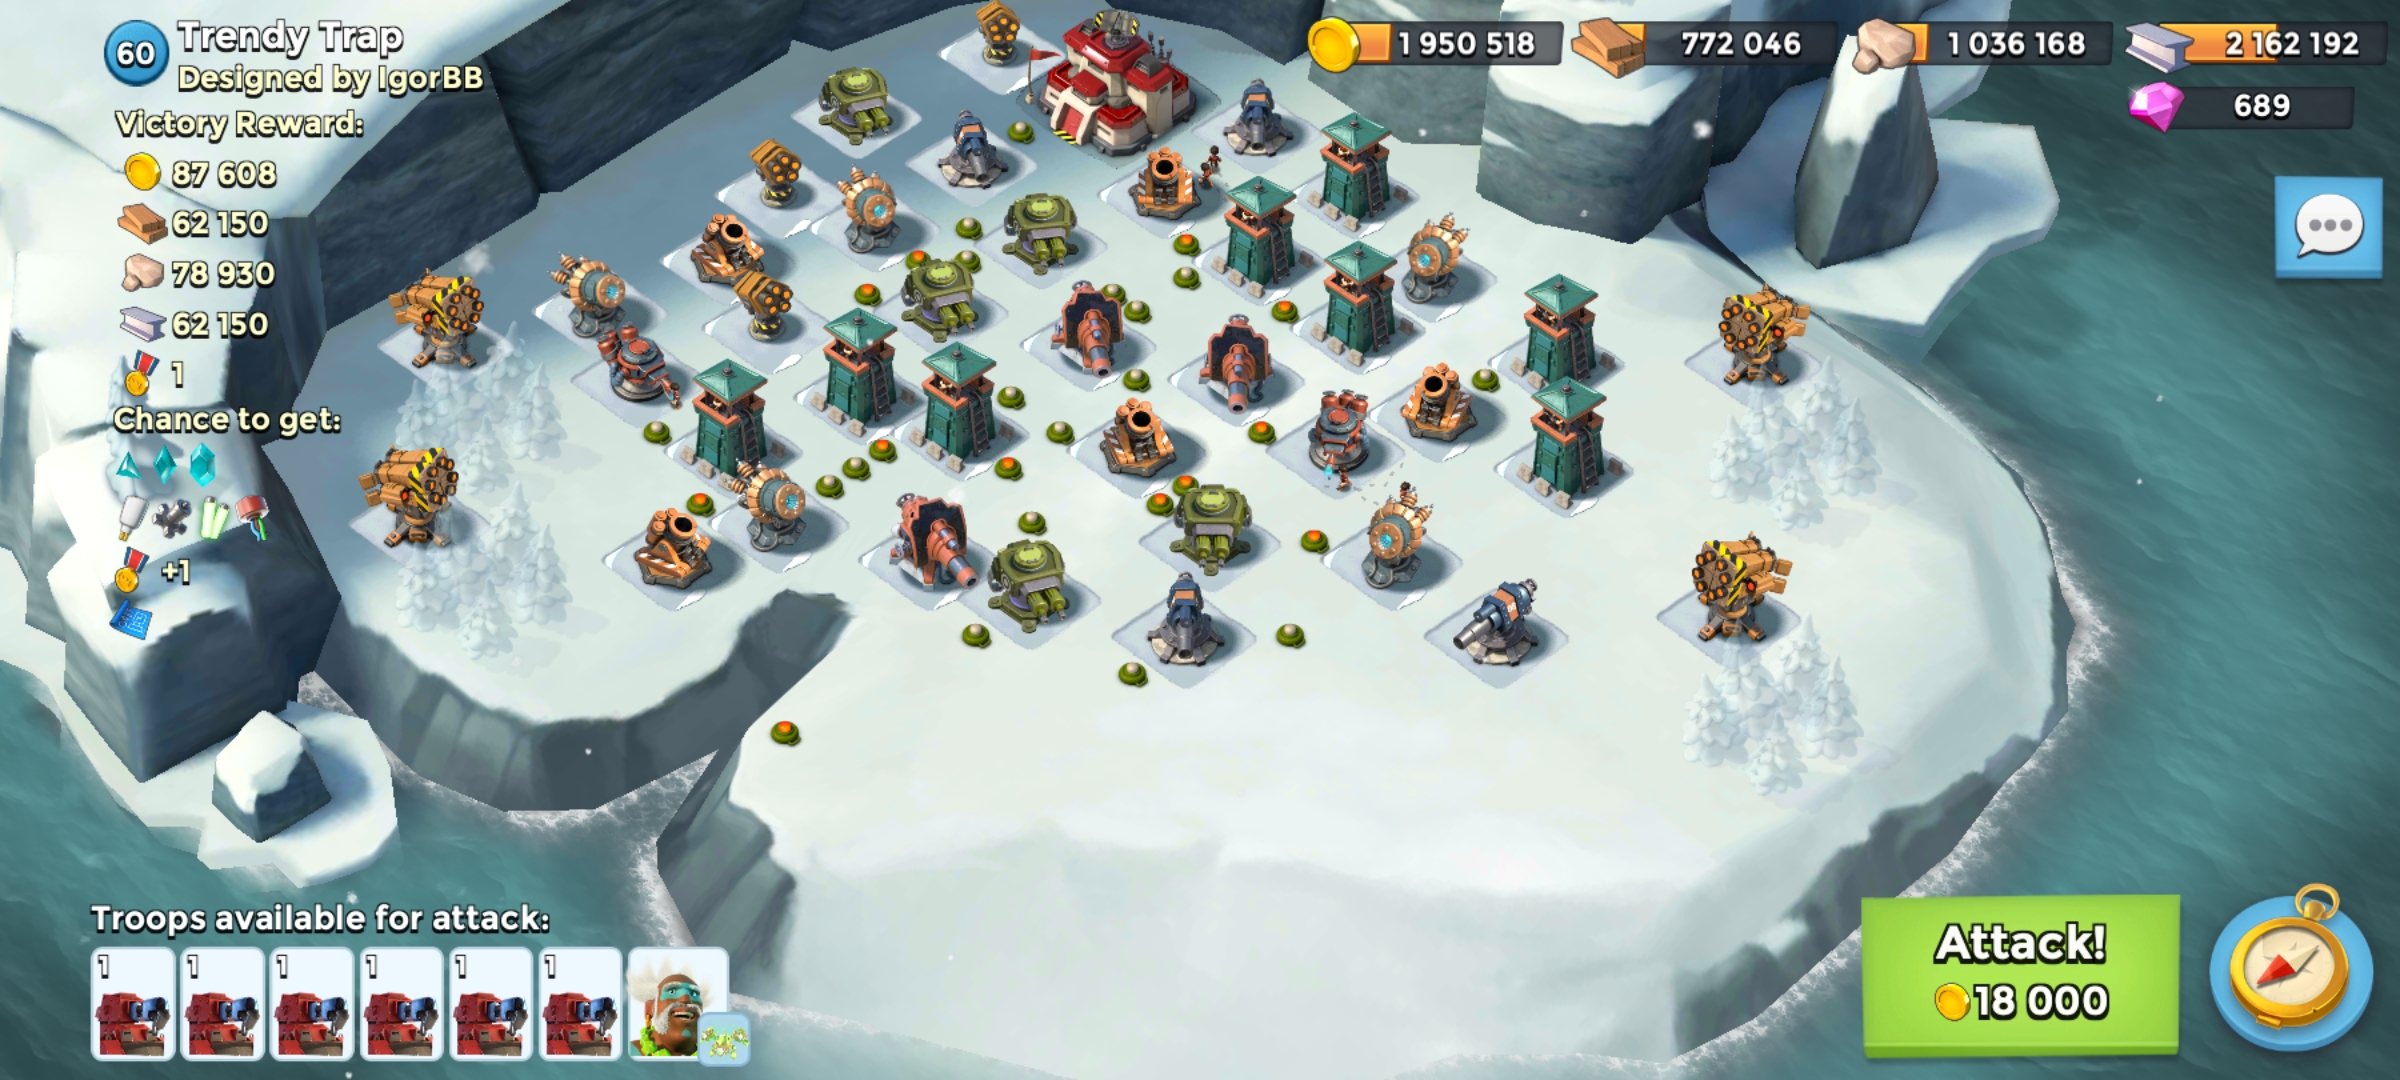 60
Trendy Trap
Designed by IgorBB
Victory Reward:
87 608
62 150
78 930
62 150
1
Chance to get:
+1
1 950 518
772 046
1 036 168
2 162 192
689
Troops available for attack:
1
1
1
1
1
1
Attack!
18 000